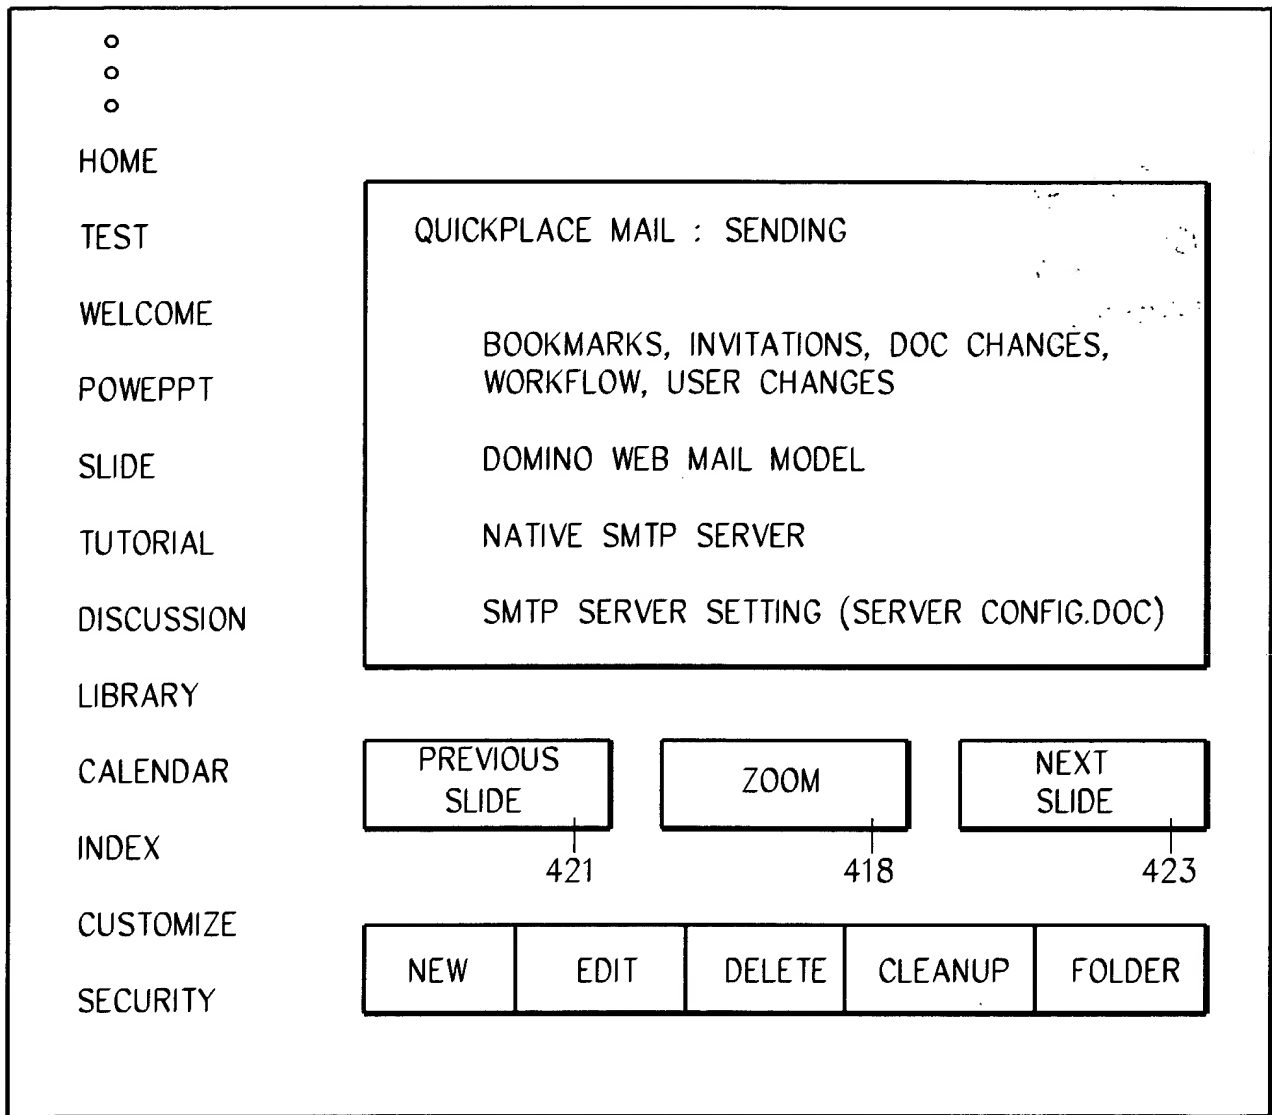 HOME
TEST
WELCOME
POWEPPT
SLIDE
TUTORIAL
DISCUSSION
LIBRARY
CALENDAR
INDEX
CUSTOMIZE
SECURITY
QUICKPLACE MAIL : SENDING
BOOKMARKS, INVITATIONS, DOC CHANGES,
WORKFLOW, USER CHANGES
DOMINO WEB MAIL MODEL
NATIVE SMTP SERVER
SMTP SERVER SETTING (SERVER CONFIG.DOC)
PREVIOUS
SLIDE
421
ZOOM
418
NEXT
SLIDE
423
NEW
EDIT
DELETE
CLEANUP
FOLDER